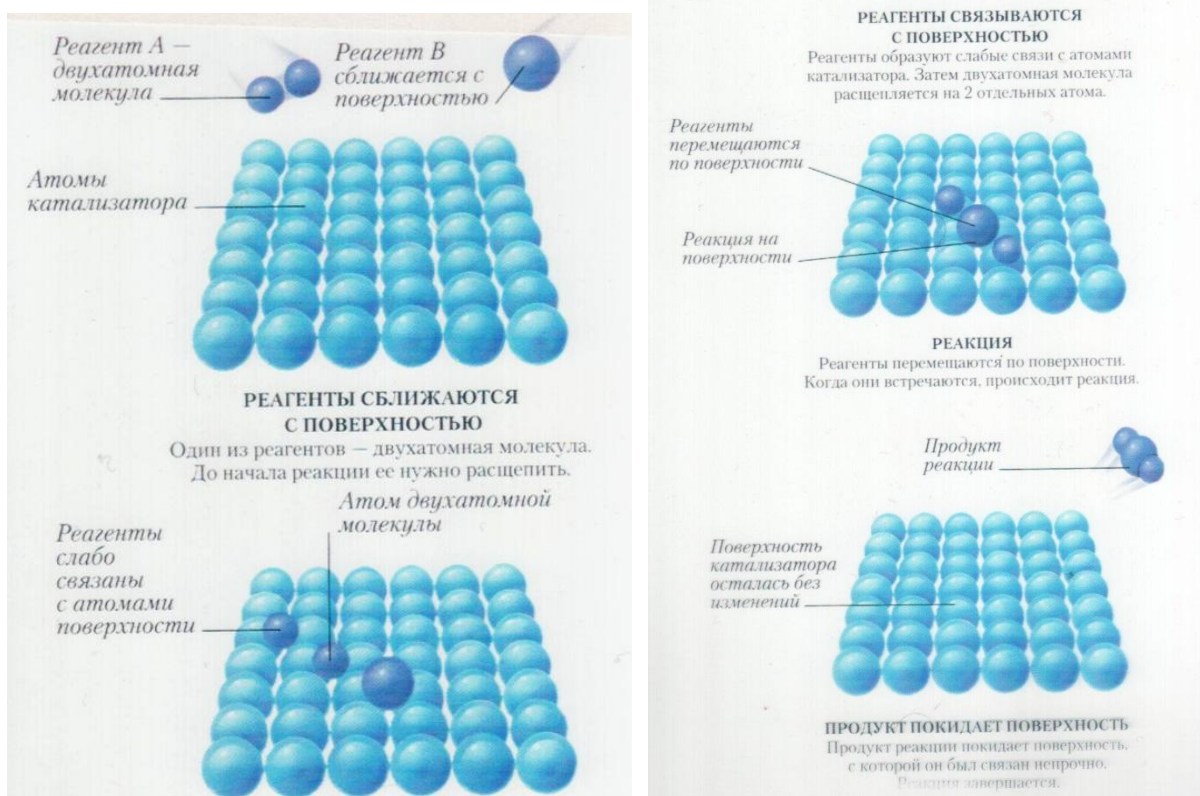 Реагент А —
двухатомная
молекула
Реагент В
сближается с
поверхностью
Атомы
катализатора
РЕАГЕНТЫ СБЛИЖАЮТСЯ
С ПОВЕРХНОСТЬЮ
Один из реагентов — двухатомная молекула.
До начала реакции ее нужно расщепить.
Атом двухатомной
молекулы
Реагенты
слабо
связаны
с атомами
поверхности
РЕАГЕНТЫ СВЯЗЫВАЮТСЯ
С ПОВЕРХНОСТЬЮ
Реагенты образуют слабые связи с атомами
катализатора. Затем двухатомная молекула
расщепляется на 2 отдельных атома.
Реагенты
перемещаются
по поверхности
Реакция на
поверхности
РЕАКЦИЯ
Реагенты перемещаются по поверхности.
Когда они встречаются, происходит реакция.
Продукт
реакции
Поверхность
катализатора
осталась без
изменений
ПРОДУКТ ПОКИДАЕТ ПОВЕРХНОСТЬ
Продукт реакции покидает поверхность,
с которой он был связан непрочно.
Реакция завершается.